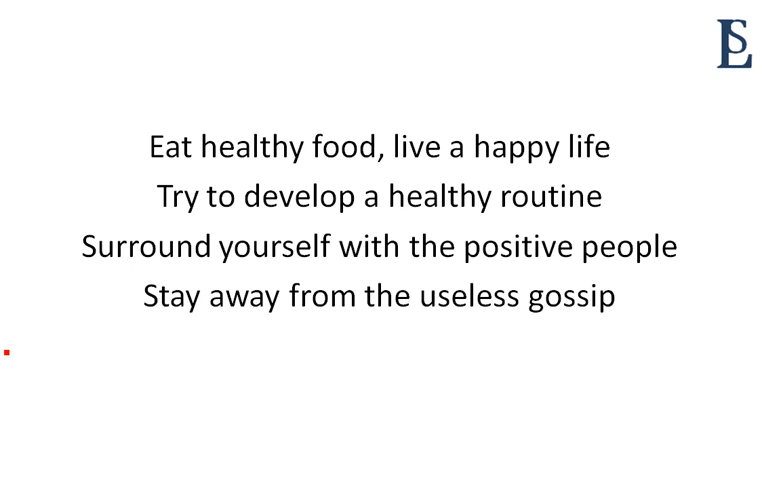 LS
Eat healthy food, live a happy life
Try to develop a healthy routine
Surround yourself with the positive people
Stay away from the useless gossip